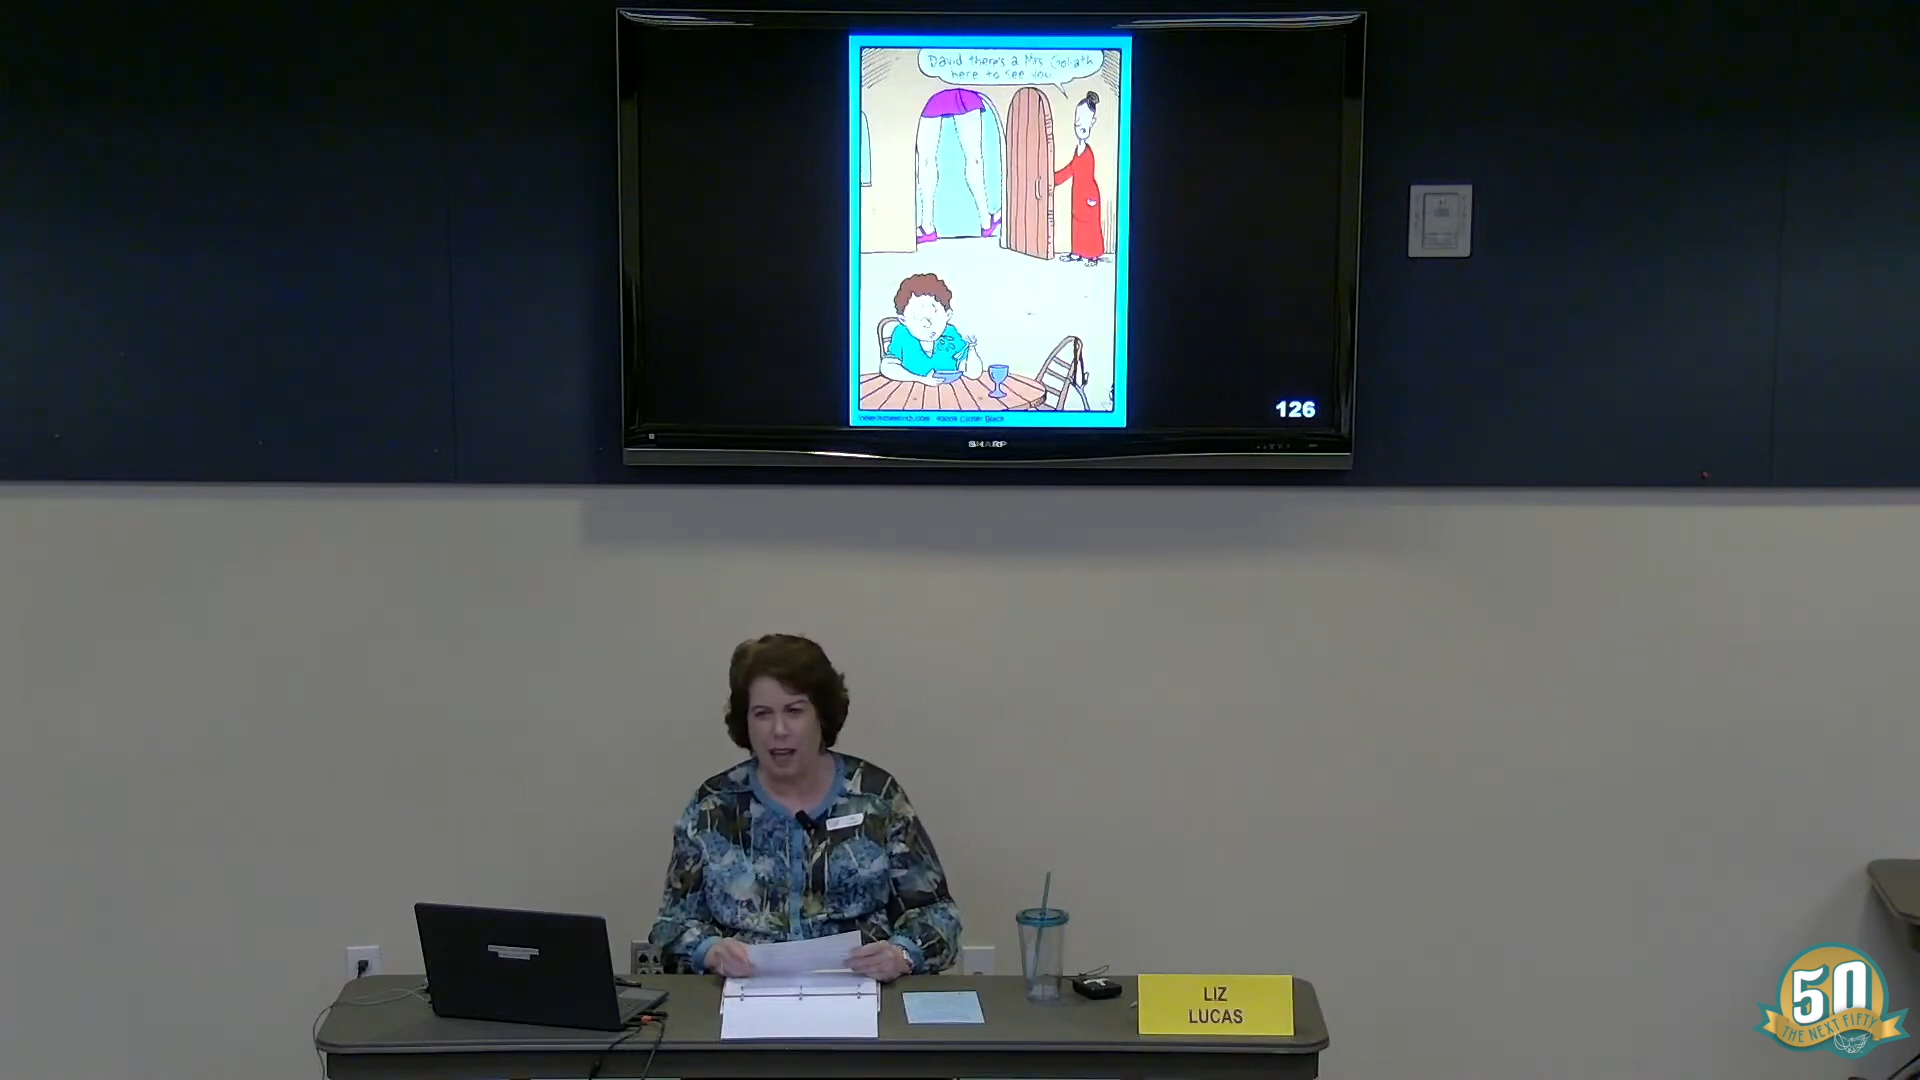 David there's a Mrs Goliath
here to see you
126
SHARP
LIZ
LUCAS
50
THE NEXT FIFTY